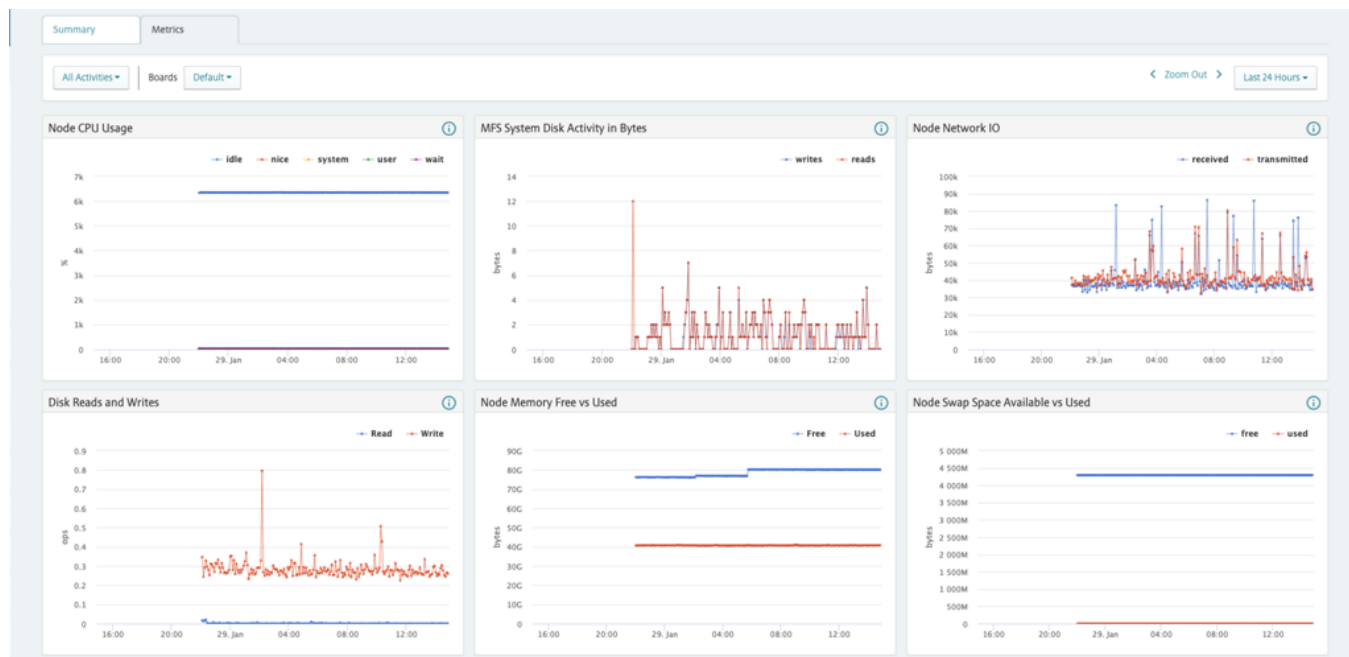 Summary Metrics
All Activities Boards Default Zoom Out Last 24 Hours
Node CPU Usage
idle nice system user wait
7k
6k
5k
4k
3k
2k
1k
0
%
16:00 20:00 29. Jan 04:00 08:00 12:00
MFS System Disk Activity in Bytes
writes reads
14
12
10
8
6
4
2
0
bytes
16:00 20:00 29. Jan 04:00 08:00 12:00
Node Network IO
received transmitted
100k
90k
80k
70k
60k
50k
40k
30k
20k
10k
0
bytes
16:00 20:00 29. Jan 04:00 08:00 12:00
Disk Reads and Writes
Read Write
0.9
0.8
0.7
0.6
0.5
0.4
0.3
0.2
0.1
0
ops
16:00 20:00 29. Jan 04:00 08:00 12:00
Node Memory Free vs Used
Free Used
90G
80G
70G
60G
50G
40G
30G
20G
10G
0
bytes
16:00 20:00 29. Jan 04:00 08:00 12:00
Node Swap Space Available vs Used
free used
5 000M
4 500M
4 000M
3 500M
3 000M
2 500M
2 000M
1 500M
1 000M
500M
0
bytes
16:00 20:00 29. Jan 04:00 08:00 12:00